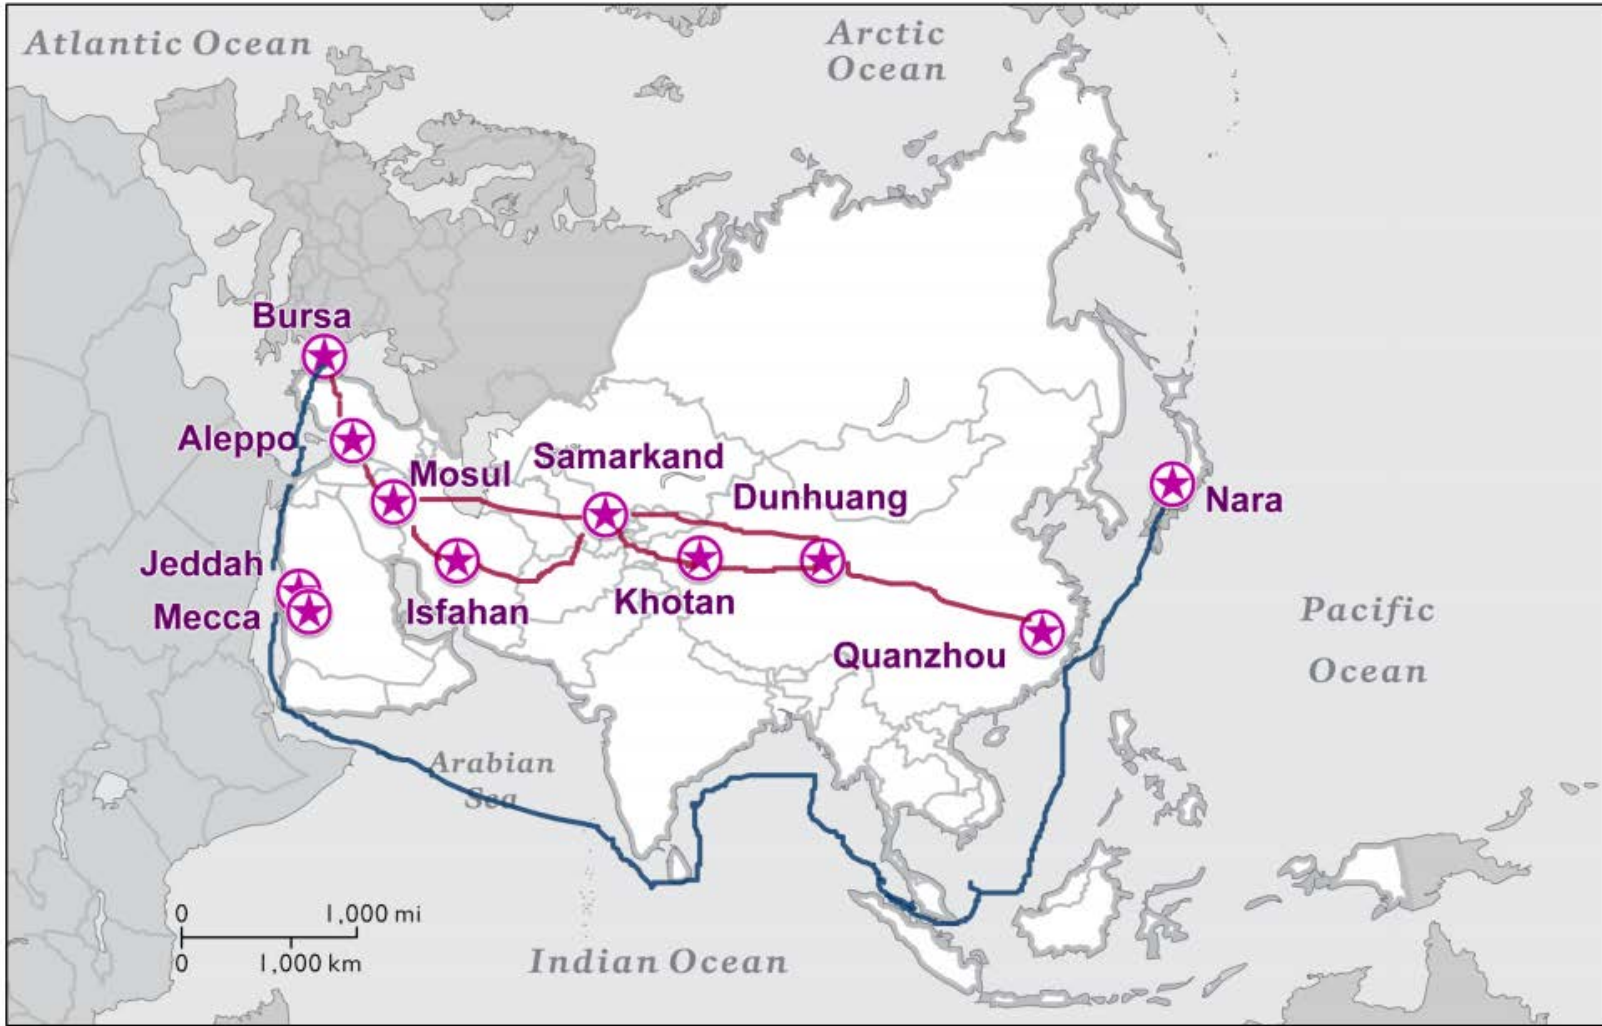 Atlantic Ocean
Arctic
Ocean
Bursa
Aleppo
Mosul
Samarkand
Dunhuang
Nara
Jeddah
Mecca
Isfahan
Khotan
Quanzhou
Pacific
Ocean
Arabian
Sea
0 1,000 mi
0 1,000 km
Indian Ocean